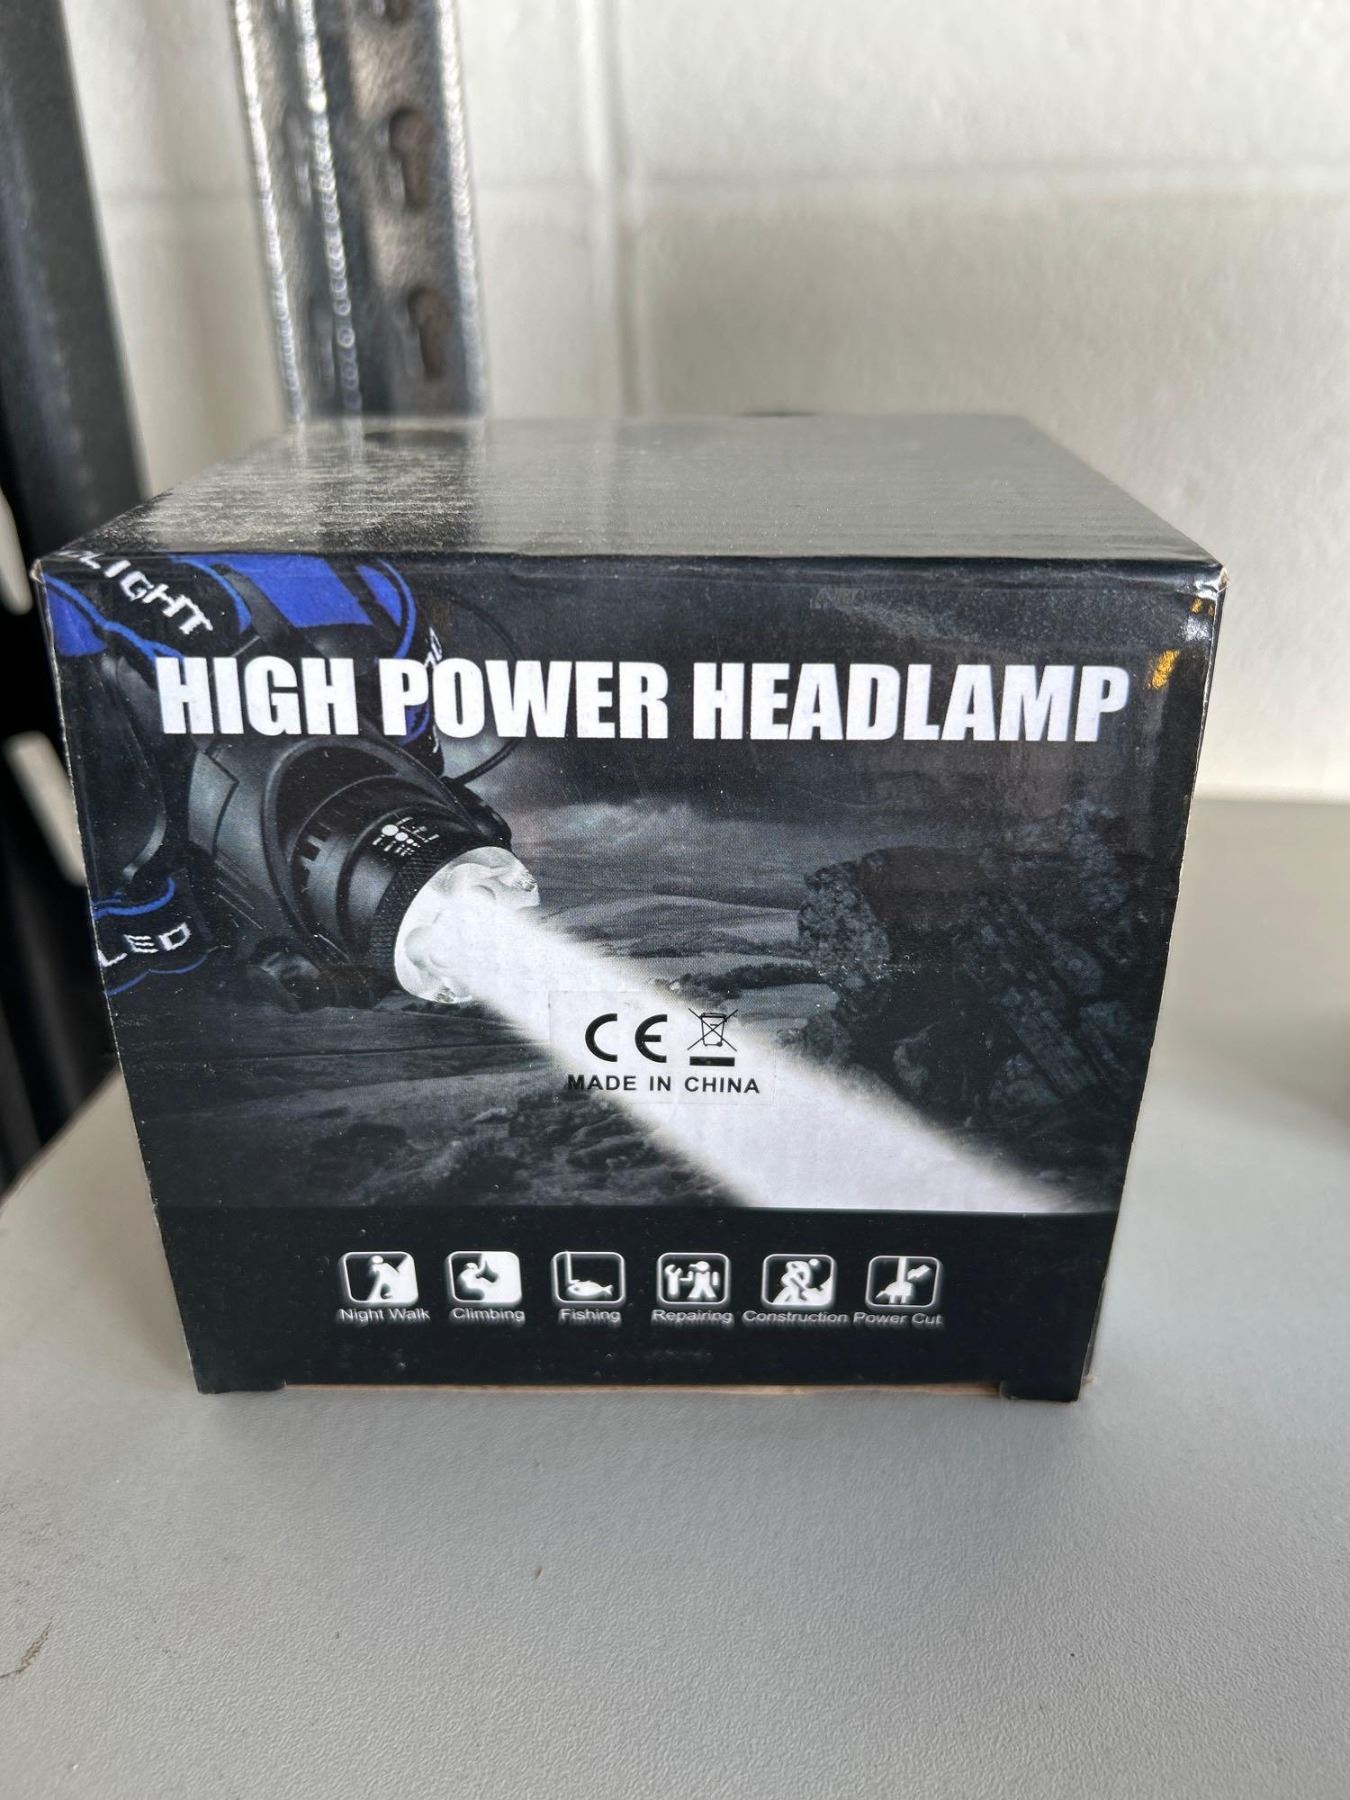 LIGHT
HIGH POWER HEADLAMP
LED
CE
MADE IN CHINA
Night Walk Climbing Fishing Repairing Construction Power Cut